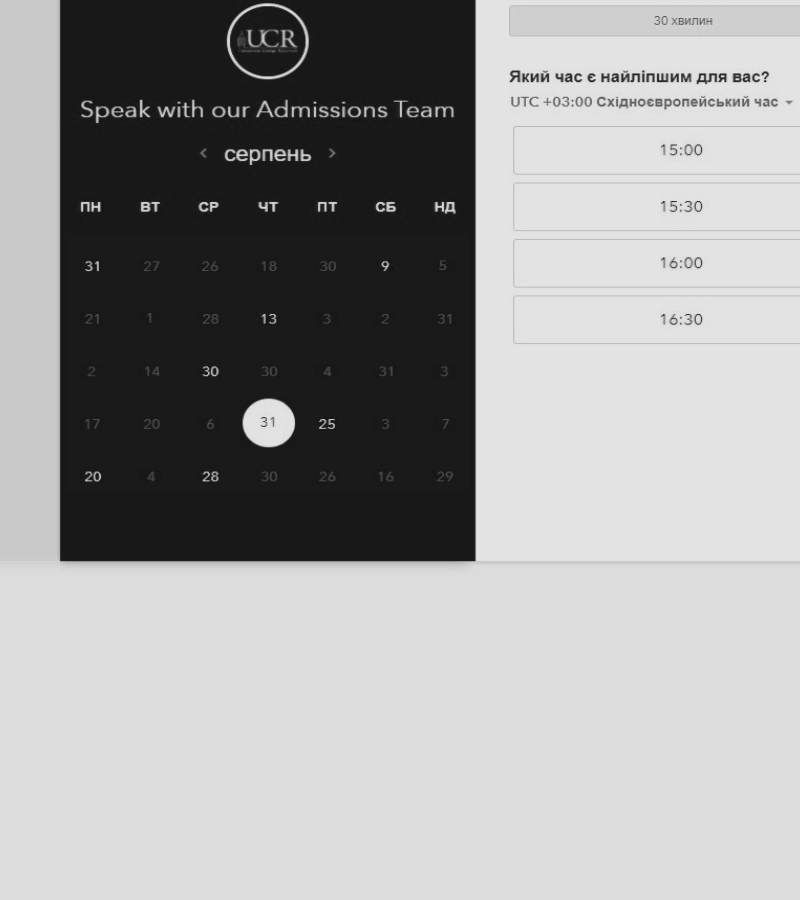 UCR
Speak with our Admissions Team
серпень
ПН ВТ СР ЧТ ПТ СБ НД
31 27 26 18 30 9 5
21 1 28 13 3 2 31
2 14 30 30 4 31 3
17 20 6 31 25 3 7
20 4 28 30 26 16 29
30 хвилин
Який час є найліпшим для вас?
UTC +03:00 Східноєвропейський час
15:00
15:30
16:00
16:30